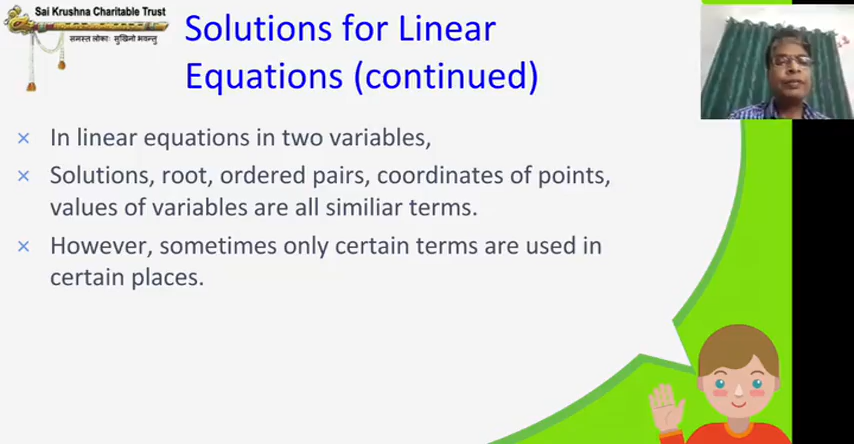 Sai Krushna Charitable Trust
समस्त लोकाः सुखिनो भवन्तु
Solutions for Linear
Equations (continued)
In linear equations in two variables,
Solutions, root, ordered pairs, coordinates of points,
values of variables are all similiar terms.
However, sometimes only certain terms are used in
certain places.